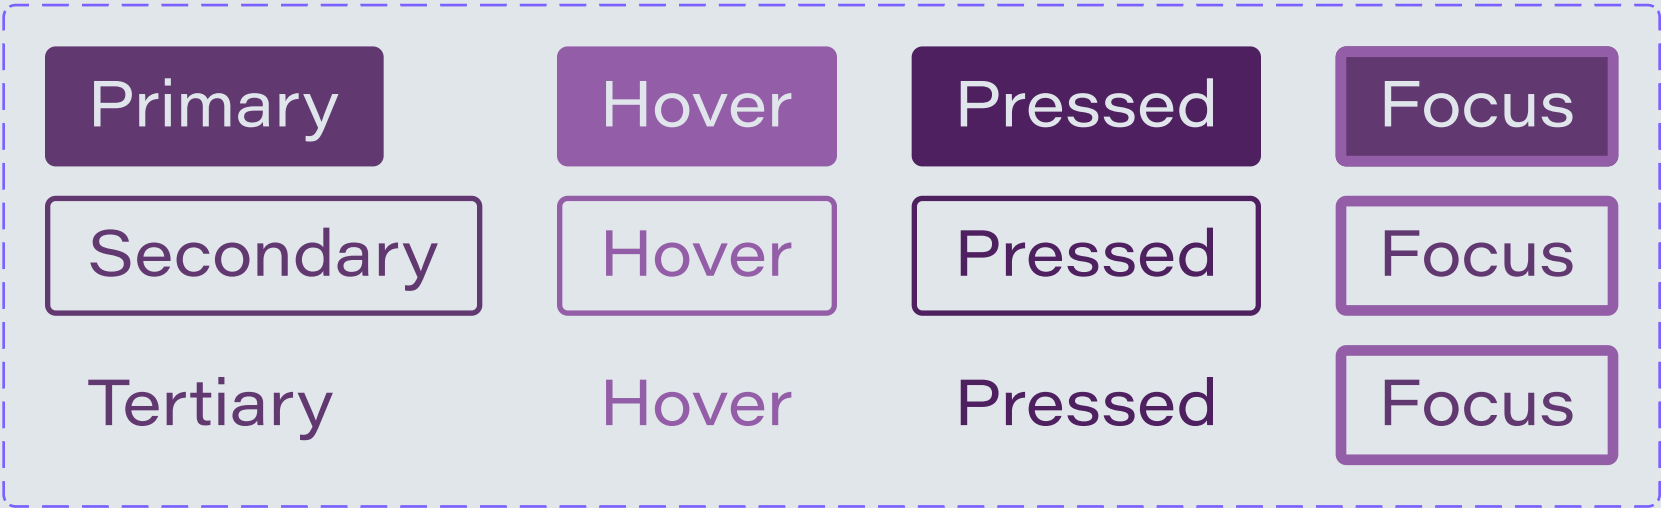 Primary Hover Pressed Focus
Secondary Hover Pressed Focus
Tertiary Hover Pressed Focus